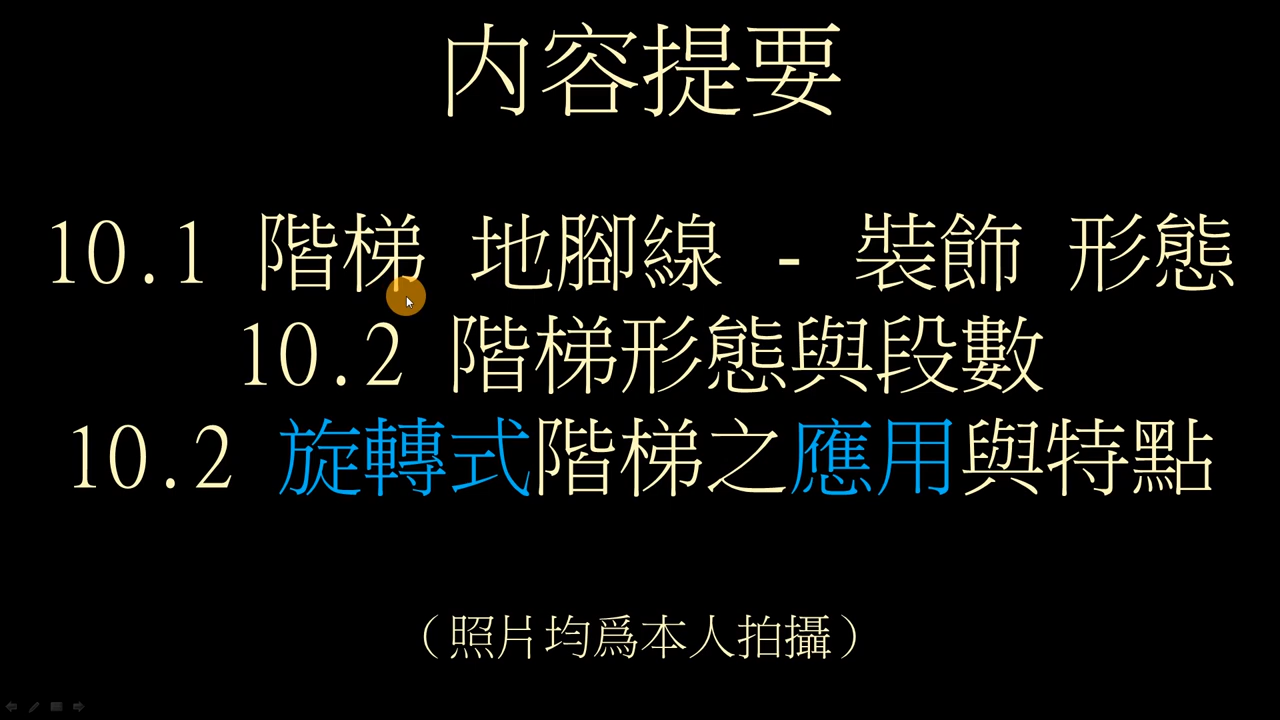 内容提要
10.1 階梯 地腳線 - 裝飾 形態
10.2 階梯形態與段數
10.2 旋轉式階梯之應用與特點
（照片均爲本人拍攝）